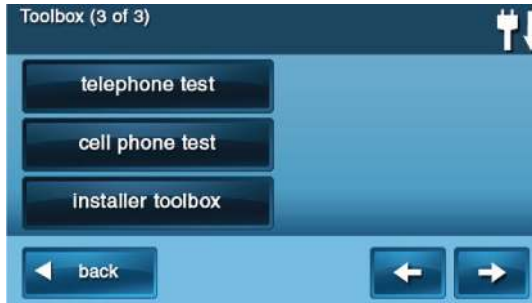 Toolbox (3 of 3)
telephone test
cell phone test
installer toolbox
back